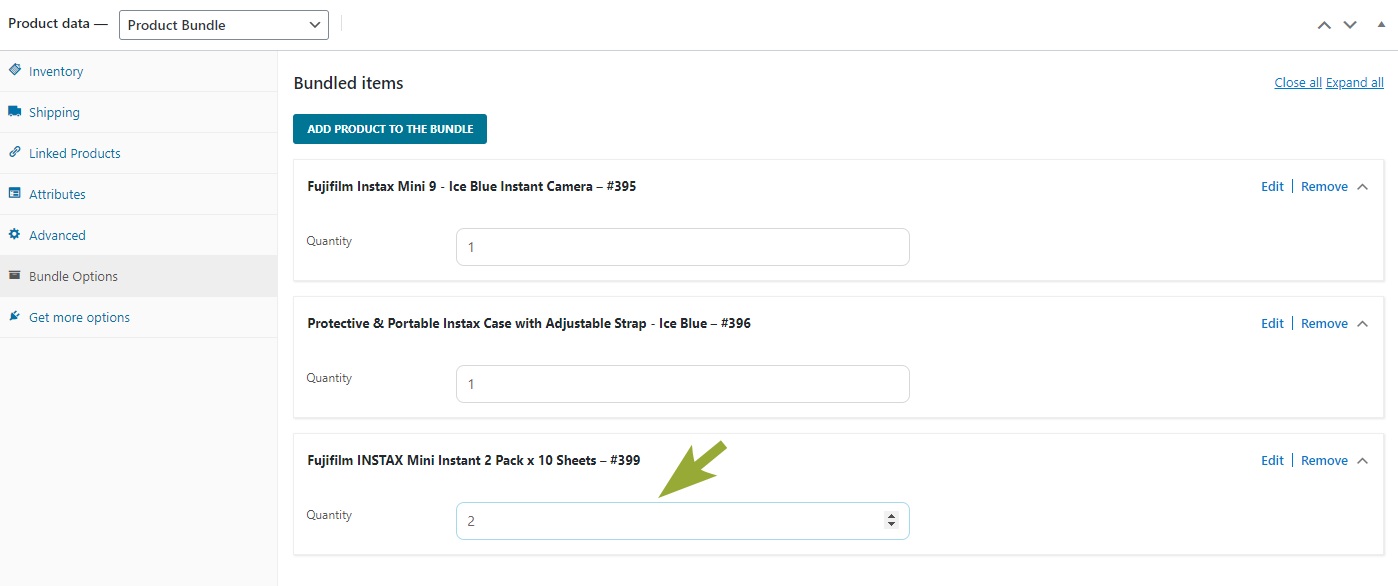 Product data — Product Bundle
Inventory
Shipping
Linked Products
Attributes
Advanced
Bundle Options
Get more options
Bundled items
Close all Expand all
ADD PRODUCT TO THE BUNDLE
Fujifilm Instax Mini 9 - Ice Blue Instant Camera – #395
Edit | Remove
Quantity 1
Protective & Portable Instax Case with Adjustable Strap - Ice Blue – #396
Edit | Remove
Quantity 1
Fujifilm INSTAX Mini Instant 2 Pack x 10 Sheets – #399
Edit | Remove
Quantity 2